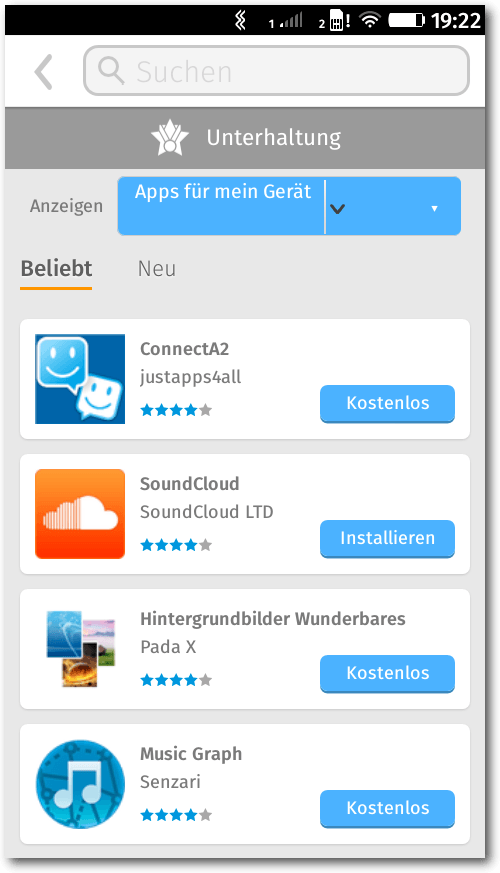 1 2 ! 19:22
Suchen
Unterhaltung
Anzeigen Apps für mein Gerät
Beliebt Neu
ConnectA2
justapps4all
Kostenlos
SoundCloud
SoundCloud LTD
Installieren
Hintergrundbilder Wunderbares
Pada X
Kostenlos
Music Graph
Senzari
Kostenlos